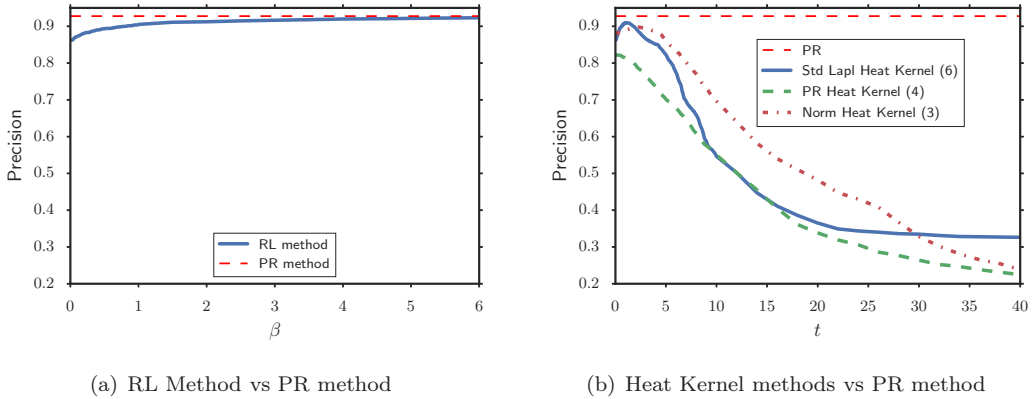 0.9
0.8
0.7
0.6
0.5
0.4
0.3
0.2
Precision
RL method
PR method
0 1 2 3 4 5 6
β
(a) RL Method vs PR method
0.9
0.8
0.7
0.6
0.5
0.4
0.3
0.2
Precision
PR
Std Lapl Heat Kernel (6)
PR Heat Kernel (4)
Norm Heat Kernel (3)
0 5 10 15 20 25 30 35 40
t
(b) Heat Kernel methods vs PR method